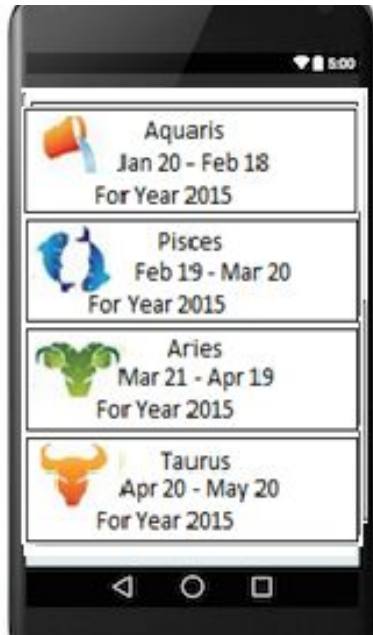 5:00
Aquaris
Jan 20 - Feb 18
For Year 2015
Pisces
Feb 19 - Mar 20
For Year 2015
Aries
Mar 21 - Apr 19
For Year 2015
Taurus
Apr 20 - May 20
For Year 2015